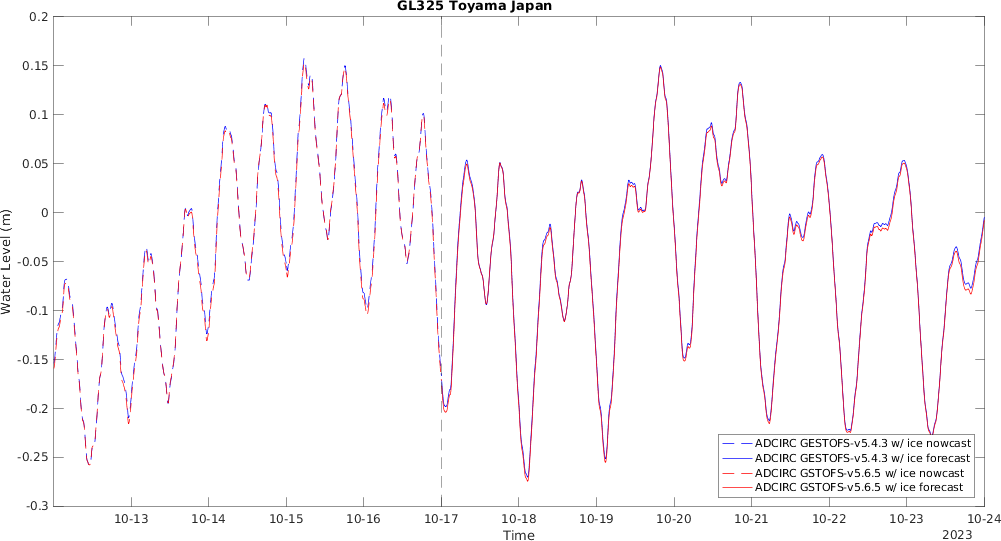 GL325 Toyama Japan
0.2
0.15
0.1
0.05
0
-0.05
-0.1
-0.15
-0.2
-0.25
-0.3
Water Level (m)
10-13 10-14 10-15 10-16 10-17 10-18 10-19 10-20 10-21 10-22 10-23 10-24
Time
2023
ADCIRC GESTOFS-v5.4.3 w/ ice nowcast
ADCIRC GESTOFS-v5.4.3 w/ ice forecast
ADCIRC GSTOFS-v5.6.5 w/ ice nowcast
ADCIRC GSTOFS-v5.6.5 w/ ice forecast